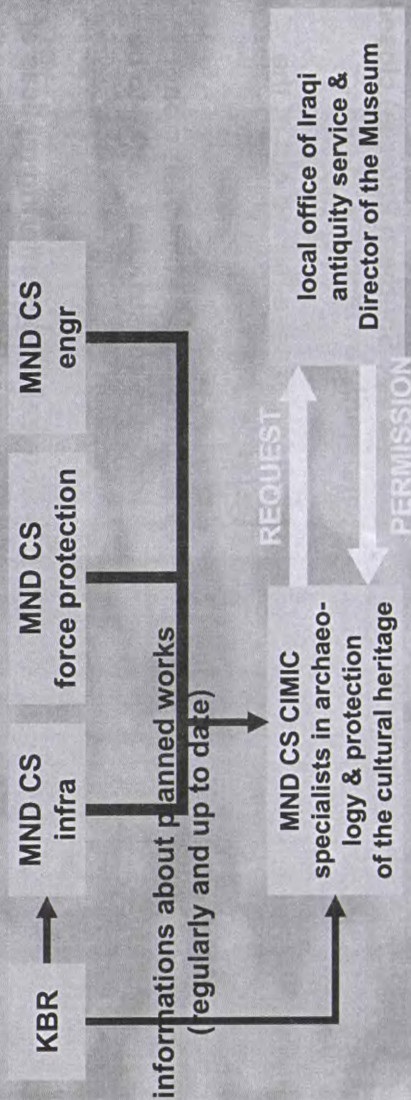 KBR
MND CS
infra
MND CS
force protection
MND CS
engr
informations about planned works
(regularly and up to date)
MND CS CIMIC
specialists in archaeo-
logy & protection
of the cultural heritage
REQUEST
PERMISSION
local office of Iraqi
antiquity service &
Director of the Museum